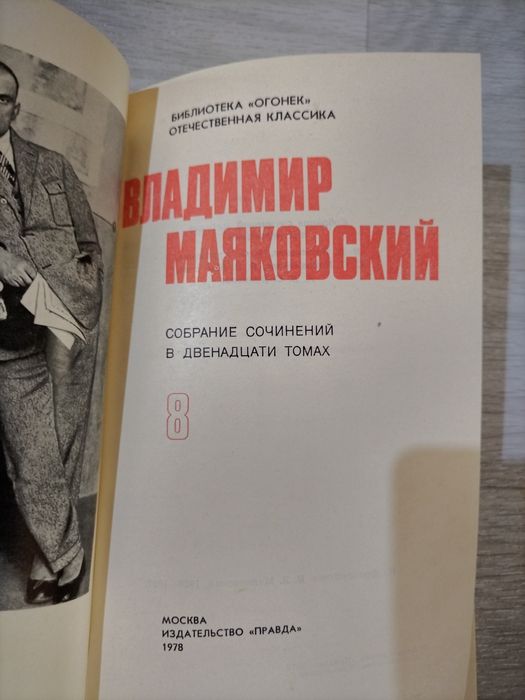 БИБЛИОТЕКА «ОГОНЕК»
ОТЕЧЕСТВЕННАЯ КЛАССИКА
ВЛАДИМИР
МАЯКОВСКИЙ
СОБРАНИЕ СОЧИНЕНИЙ
В ДВЕНАДЦАТИ ТОМАХ
8
МОСКВА
ИЗДАТЕЛЬСТВО «ПРАВДА»
1978